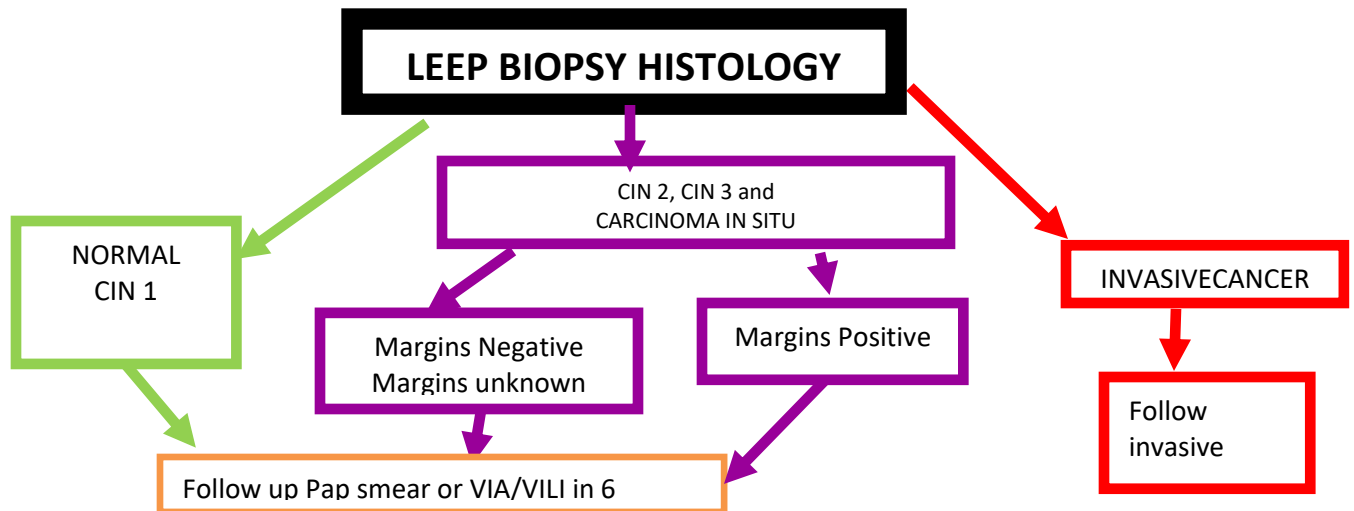 LEEP BIOPSY HISTOLOGY
CIN 2, CIN 3 and
CARCINOMA IN SITU
NORMAL
CIN 1
INVASIVECANCER
Margins Negative
Margins unknown
Margins Positive
Follow
invasive
Follow up Pap smear or VIA/VILI in 6